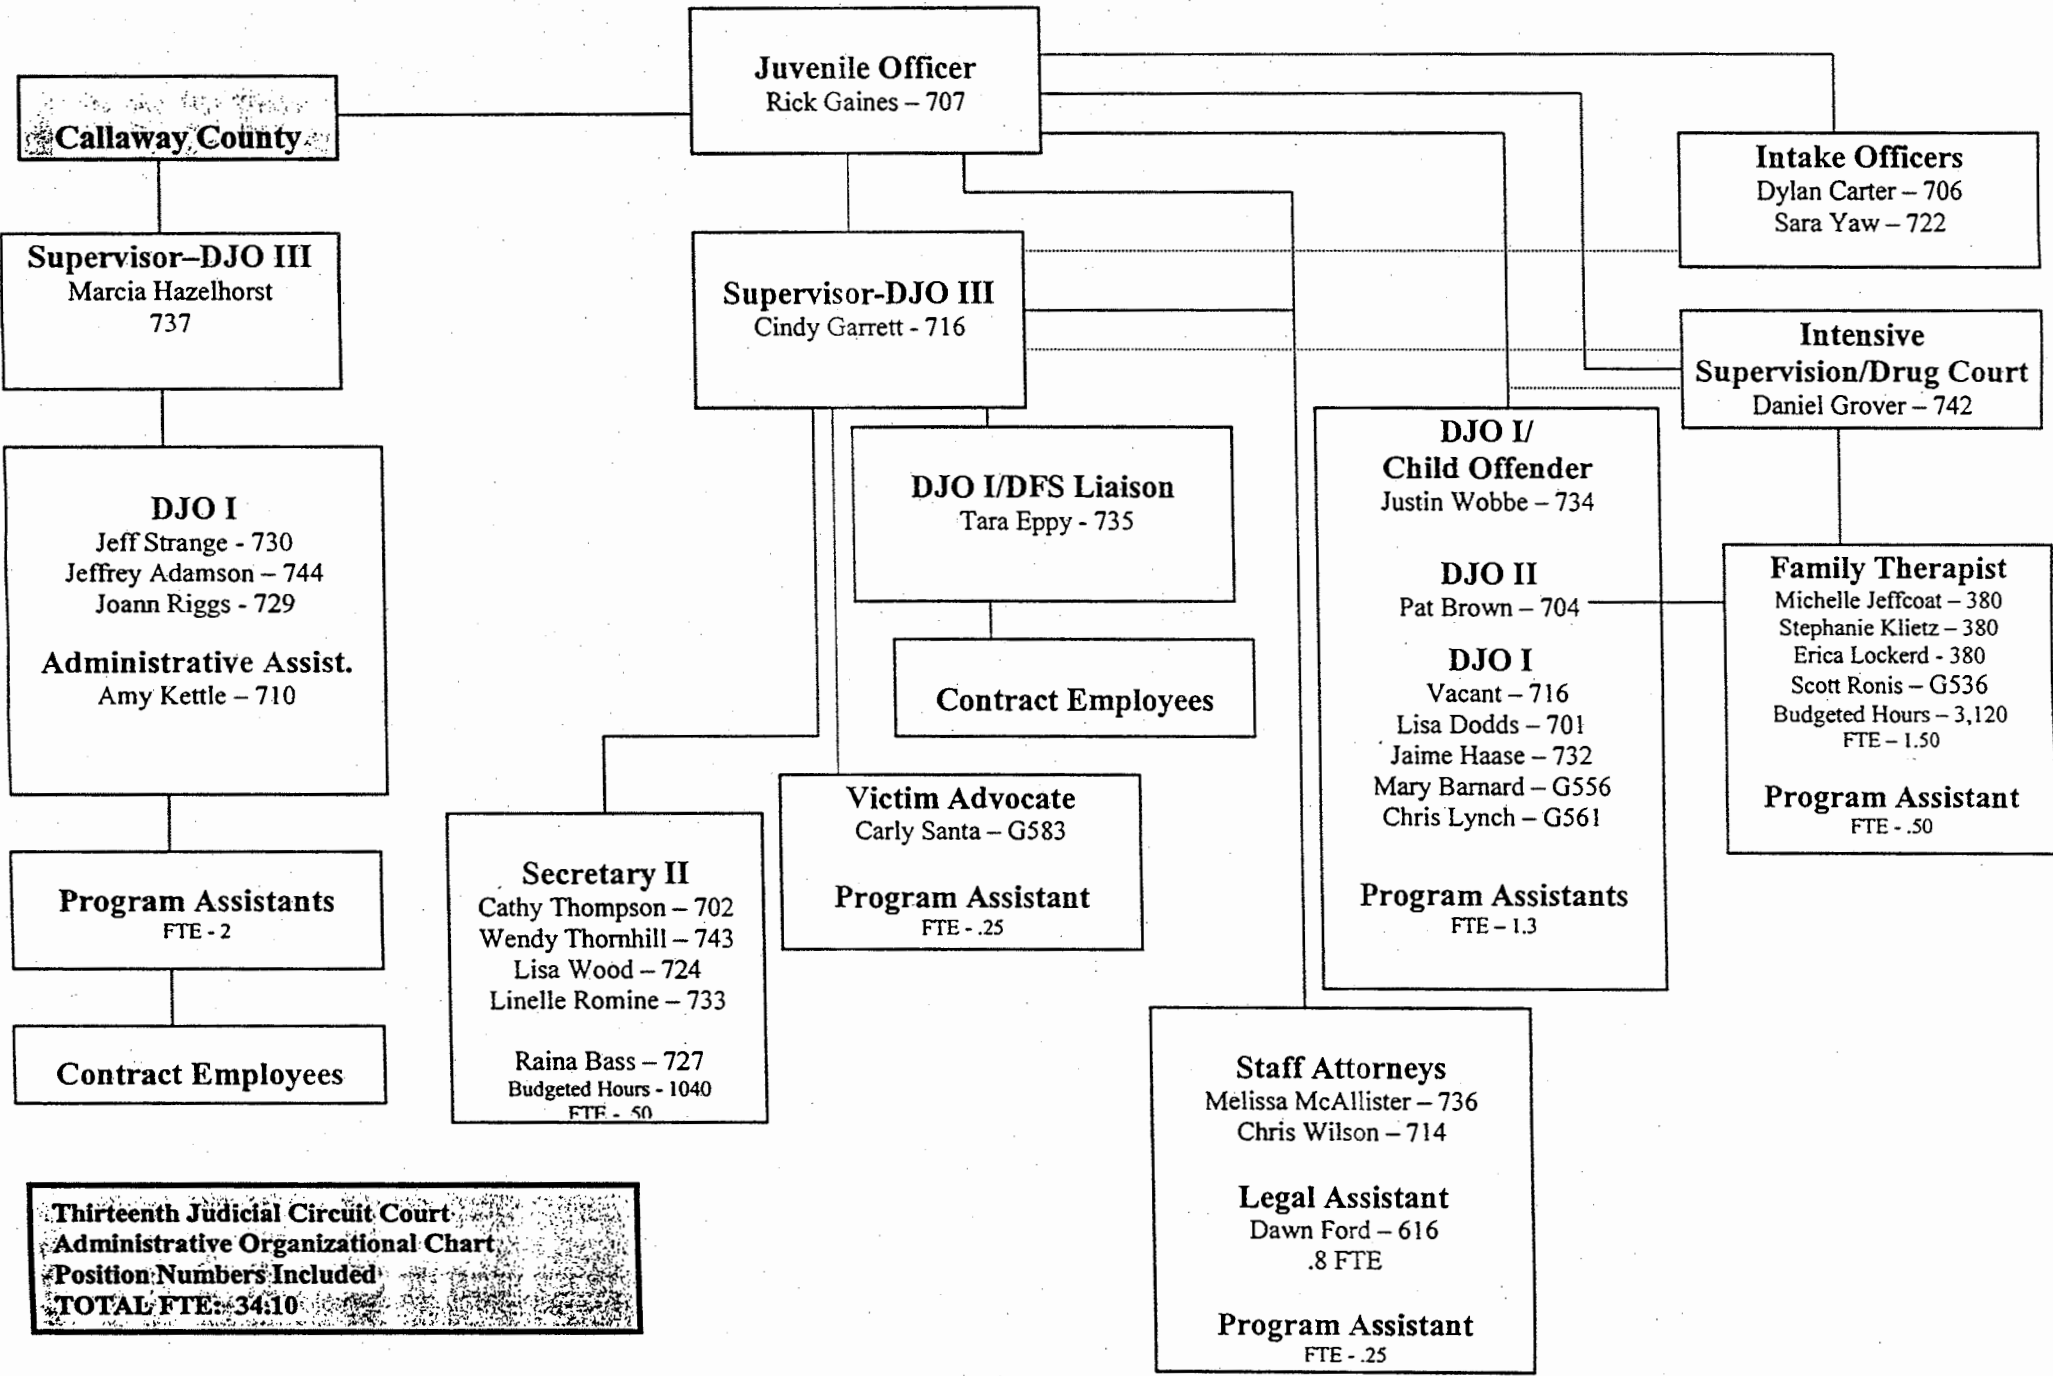 Juvenile Officer
Rick Gaines – 707
Callaway County
Intake Officers
Dylan Carter – 706
Sara Yaw – 722
Supervisor–DJO III
Marcia Hazelhorst
737
Supervisor-DJO III
Cindy Garrett - 716
Intensive
Supervision/Drug Court
Daniel Grover – 742
DJO I
Jeff Strange - 730
Jeffrey Adamson – 744
Joann Riggs - 729
Administrative Assist.
Amy Kettle – 710
DJO I/DFS Liaison
Tara Eppy - 735
Contract Employees
DJO I/
Child Offender
Justin Wobbe – 734
DJO II
Pat Brown – 704
DJO I
Vacant – 716
Lisa Dodds – 701
Jaime Haase – 732
Mary Barnard – G556
Chris Lynch – G561
Program Assistants
FTE – 1.3
Family Therapist
Michelle Jeffcoat – 380
Stephanie Klietz – 380
Erica Lockerd - 380
Scott Ronis – G536
Budgeted Hours – 3,120
FTE – 1.50
Program Assistant
FTE - .50
Program Assistants
FTE - 2
Contract Employees
Secretary II
Cathy Thompson – 702
Wendy Thornhill – 743
Lisa Wood – 724
Linelle Romine – 733
Raina Bass – 727
Budgeted Hours - 1040
FTE - .50
Victim Advocate
Carly Santa – G583
Program Assistant
FTE - .25
Staff Attorneys
Melissa McAllister – 736
Chris Wilson – 714
Legal Assistant
Dawn Ford – 616
.8 FTE
Program Assistant
FTE - .25
Thirteenth Judicial Circuit Court
Administrative Organizational Chart
Position Numbers Included
TOTAL FTE: 34.10